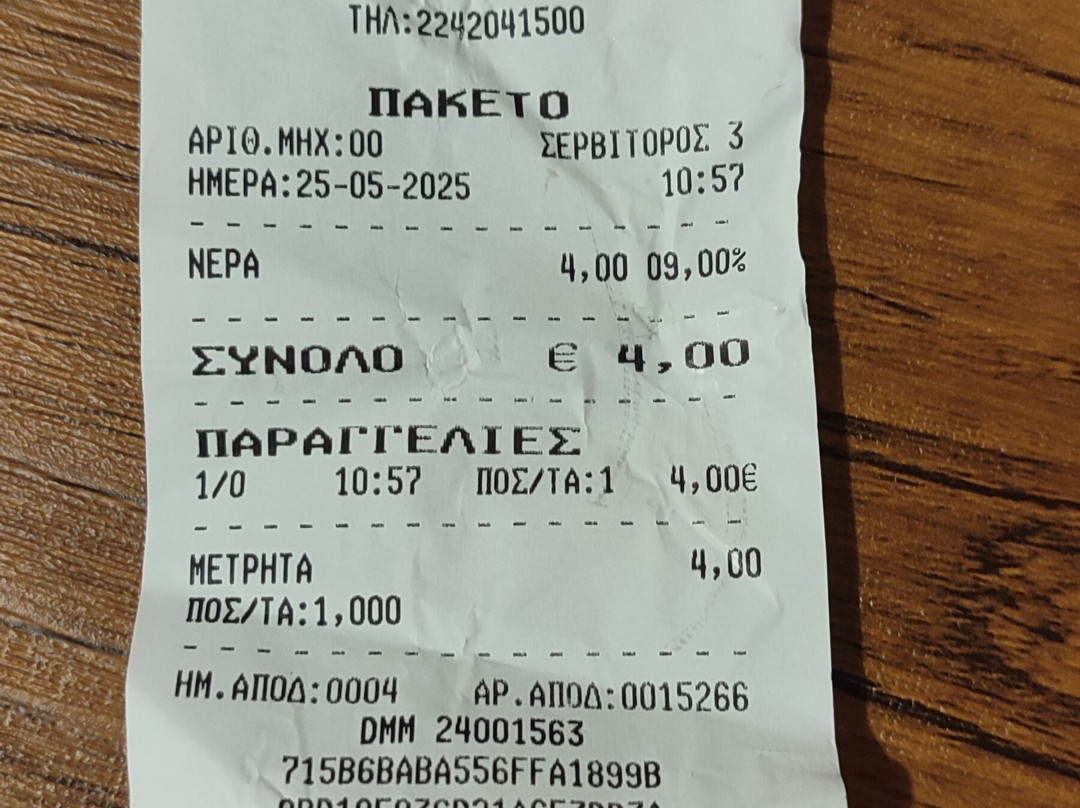 ΤΗΛ:2242041500
ΠΑΚΕΤΟ
ΑΡΙΘ.ΜΗΧ:00 ΣΕΡΒΙΤΟΡΟΣ 3
ΗΜΕΡΑ:25-05-2025 10:57
ΝΕΡΑ 4,00 09,00%
ΣΥΝΟΛΟ € 4,00
ΠΑΡΑΓΓΕΛΙΕΣ
1/0 10:57 ΠΟΣ/ΤΑ:1 4,00€
ΜΕΤΡΗΤΑ 4,00
ΠΟΣ/ΤΑ:1,000
ΗΜ.ΑΠΟΔ:0004 ΑΡ.ΑΠΟΔ:0015266
DMM 24001563
715B6BABA556FFA1899B